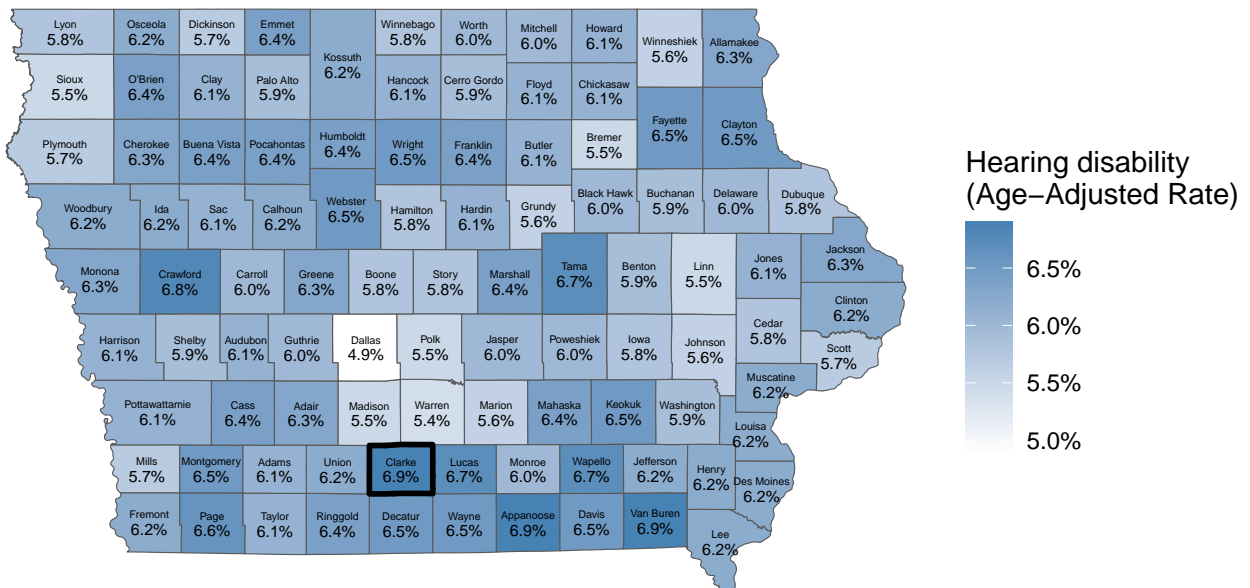 Lyon
5.8%
Osceola
6.2%
Dickinson
5.7%
Emmet
6.4%
Kossuth
6.2%
Winnebago
5.8%
Worth
6.0%
Mitchell
6.0%
Howard
6.1%
Winneshiek
5.6%
Allamakee
6.3%
Sioux
5.5%
O'Brien
6.4%
Clay
6.1%
Palo Alto
5.9%
Hancock
6.1%
Cerro Gordo
5.9%
Floyd
6.1%
Chickasaw
6.1%
Fayette
6.5%
Clayton
6.5%
Plymouth
5.7%
Cherokee
6.3%
Buena Vista
6.4%
Pocahontas
6.4%
Humboldt
6.4%
Wright
6.5%
Franklin
6.4%
Butler
6.1%
Bremer
5.5%
Woodbury
6.2%
Ida
6.2%
Sac
6.1%
Calhoun
6.2%
Webster
6.5%
Hamilton
5.8%
Hardin
6.1%
Grundy
5.6%
Black Hawk
6.0%
Buchanan
5.9%
Delaware
6.0%
Dubuque
5.8%
Monona
6.3%
Crawford
6.8%
Carroll
6.0%
Greene
6.3%
Boone
5.8%
Story
5.8%
Marshall
6.4%
Tama
6.7%
Benton
5.9%
Linn
5.5%
Jones
6.1%
Jackson
6.3%
Clinton
6.2%
Harrison
6.1%
Shelby
5.9%
Audubon
6.1%
Guthrie
6.0%
Dallas
4.9%
Polk
5.5%
Jasper
6.0%
Poweshiek
6.0%
Iowa
5.8%
Johnson
5.6%
Cedar
5.8%
Scott
5.7%
Muscatine
6.2%
Pottawattamie
6.1%
Cass
6.4%
Adair
6.3%
Madison
5.5%
Warren
5.4%
Marion
5.6%
Mahaska
6.4%
Keokuk
6.5%
Washington
5.9%
Louisa
6.2%
Mills
5.7%
Montgomery
6.5%
Adams
6.1%
Union
6.2%
Clarke
6.9%
Lucas
6.7%
Monroe
6.0%
Wapello
6.7%
Jefferson
6.2%
Henry
6.2%
Des Moines
6.2%
Fremont
6.2%
Page
6.6%
Taylor
6.1%
Ringgold
6.4%
Decatur
6.5%
Wayne
6.5%
Appanoose
6.9%
Davis
6.5%
Van Buren
6.9%
Lee
6.2%
Hearing disability
(Age−Adjusted Rate)
6.5%
6.0%
5.5%
5.0%